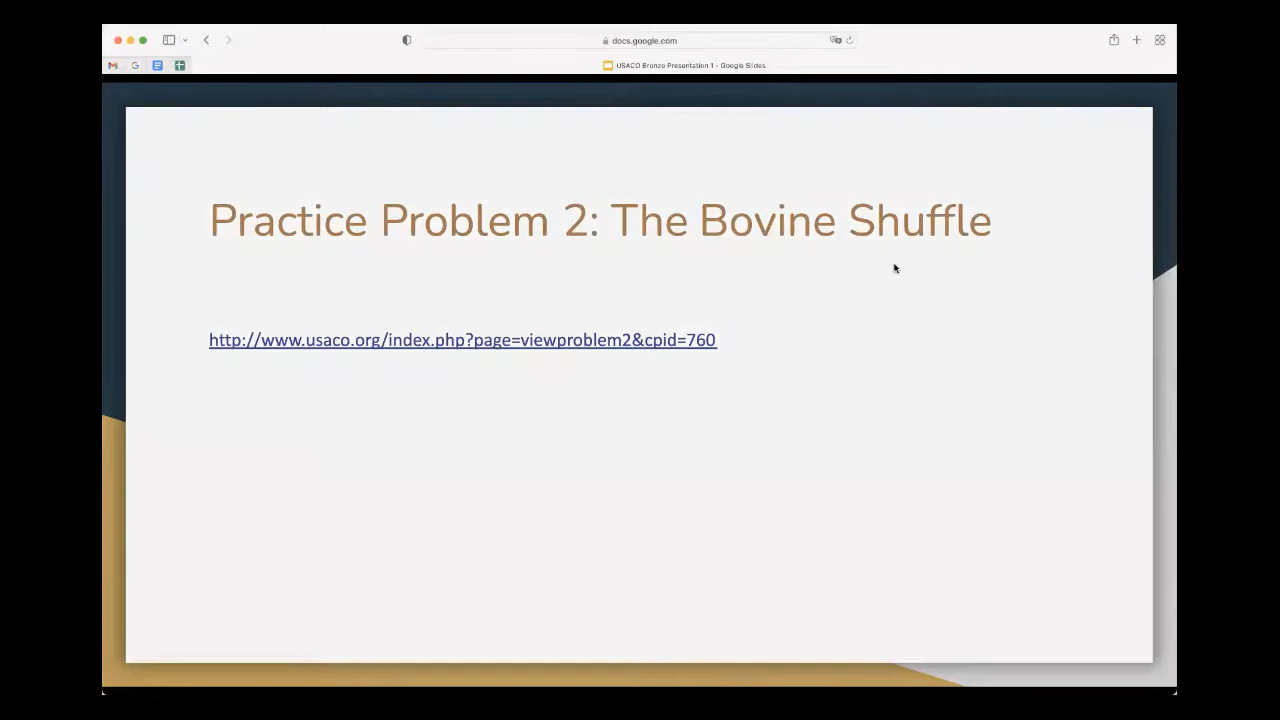 docs.google.com
USACO Bronze Presentation 1 - Google Slides
Practice Problem 2: The Bovine Shuffle
http://www.usaco.org/index.php?page=viewproblem2&cpid=760